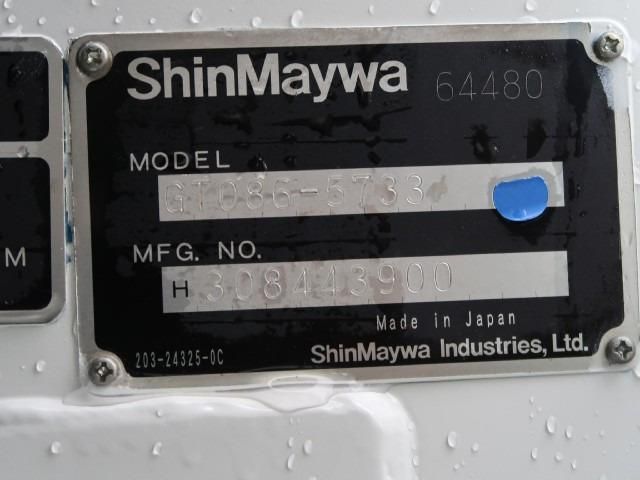 ShinMaywa 64480
MODEL
GT086-5733
MFG. NO.
H 308443900
M
Made in Japan
203-24325-0C
ShinMaywa Industries, Ltd.